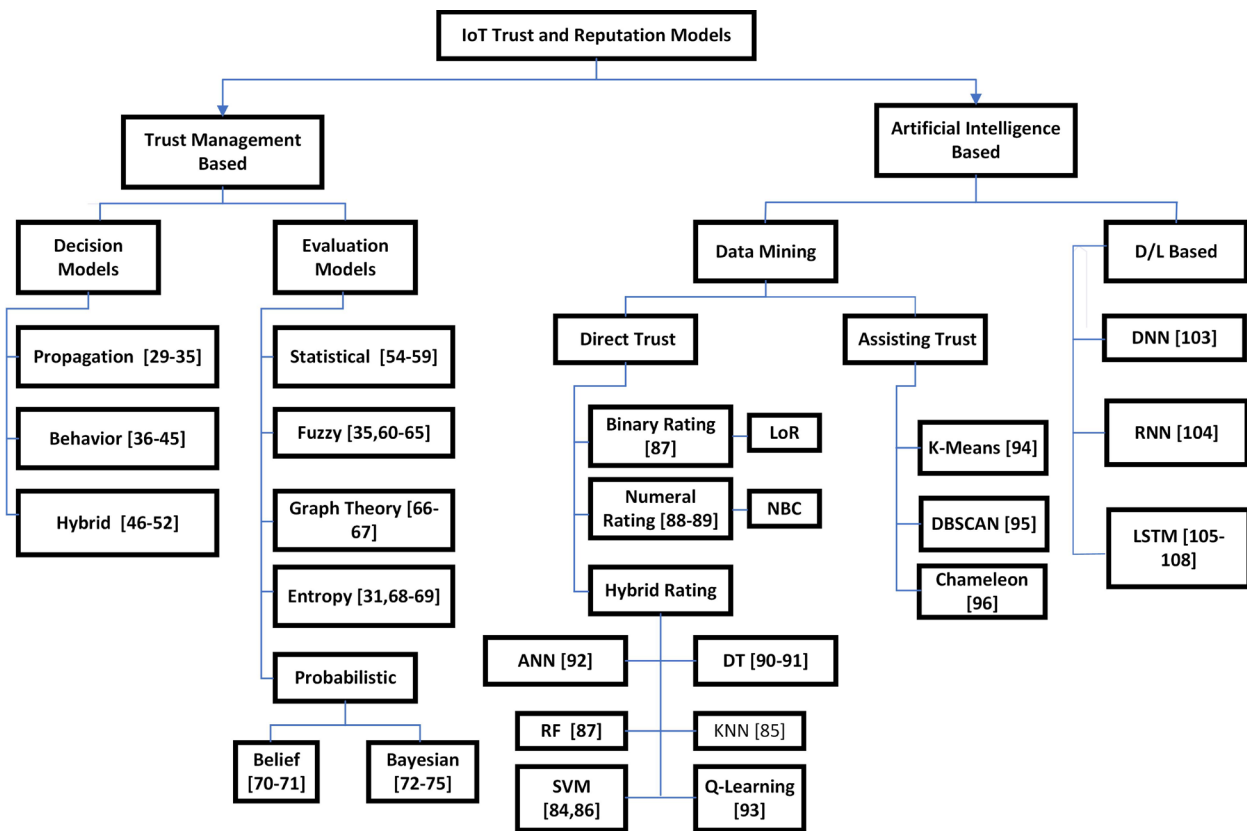 IoT Trust and Reputation Models
Trust Management
Based
Artificial Intelligence
Based
Decision
Models
Evaluation
Models
Data Mining
D/L Based
Propagation [29-35]
Behavior [36-45]
Hybrid [46-52]
Statistical [54-59]
Fuzzy [35,60-65]
Graph Theory [66-
67]
Entropy [31,68-69]
Probabilistic
Belief
[70-71]
Bayesian
[72-75]
Direct Trust
Assisting Trust
Binary Rating
[87]
LoR
Numeral
Rating [88-89]
NBC
Hybrid Rating
ANN [92]
DT [90-91]
RF [87]
KNN [85]
SVM
[84,86]
Q-Learning
[93]
K-Means [94]
DBSCAN [95]
Chameleon
[96]
DNN [103]
RNN [104]
LSTM [105-
108]